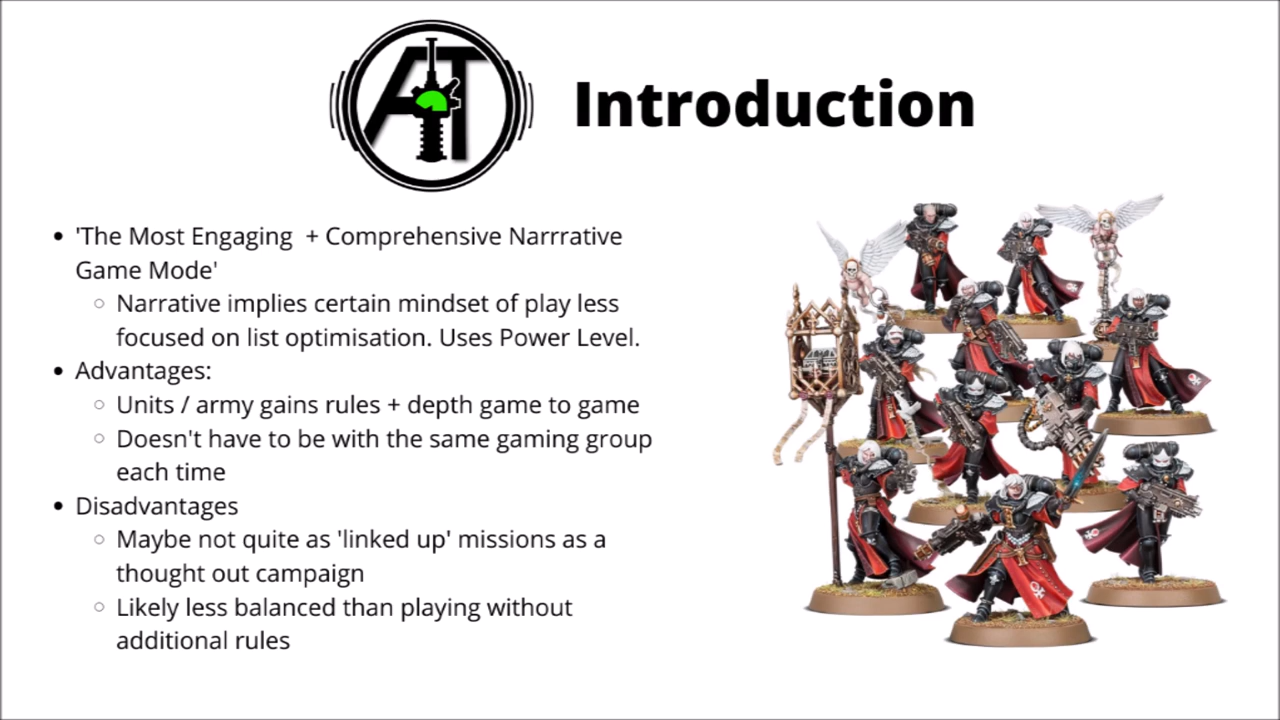 AT
Introduction
• 'The Most Engaging + Comprehensive Narrrative
Game Mode'
○ Narrative implies certain mindset of play less
focused on list optimisation. Uses Power Level.
• Advantages:
○ Units / army gains rules + depth game to game
○ Doesn't have to be with the same gaming group
each time
• Disadvantages
○ Maybe not quite as 'linked up' missions as a
thought out campaign
○ Likely less balanced than playing without
additional rules